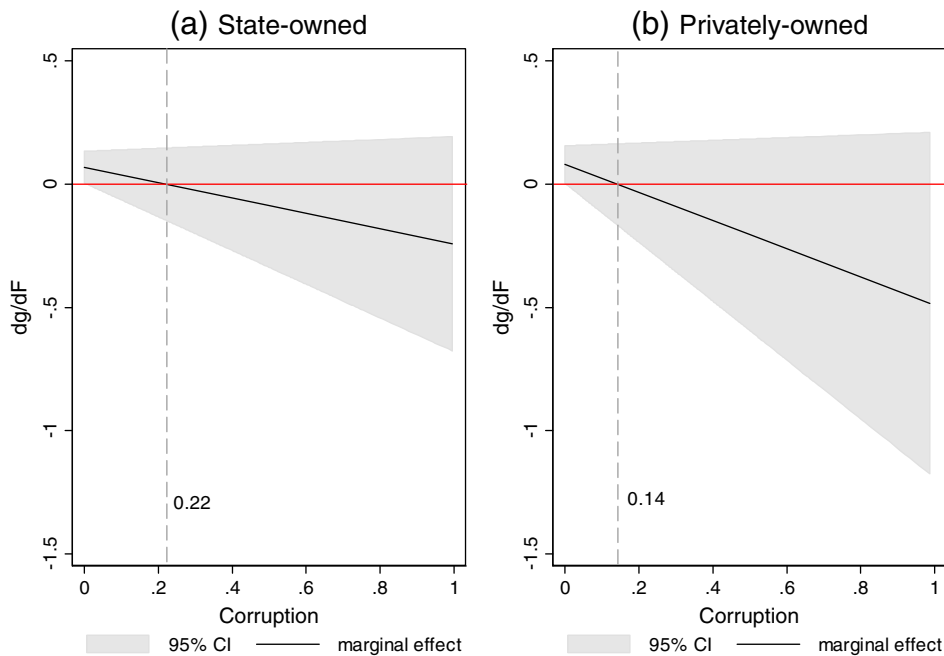 (a) State-owned
.5
0
-.5
-1
-1.5
dg/dF
0.22
0 .2 .4 .6 .8 1
Corruption
95% CI marginal effect
(b) Privately-owned
.5
0
-.5
-1
-1.5
dg/dF
0.14
0 .2 .4 .6 .8 1
Corruption
95% CI marginal effect